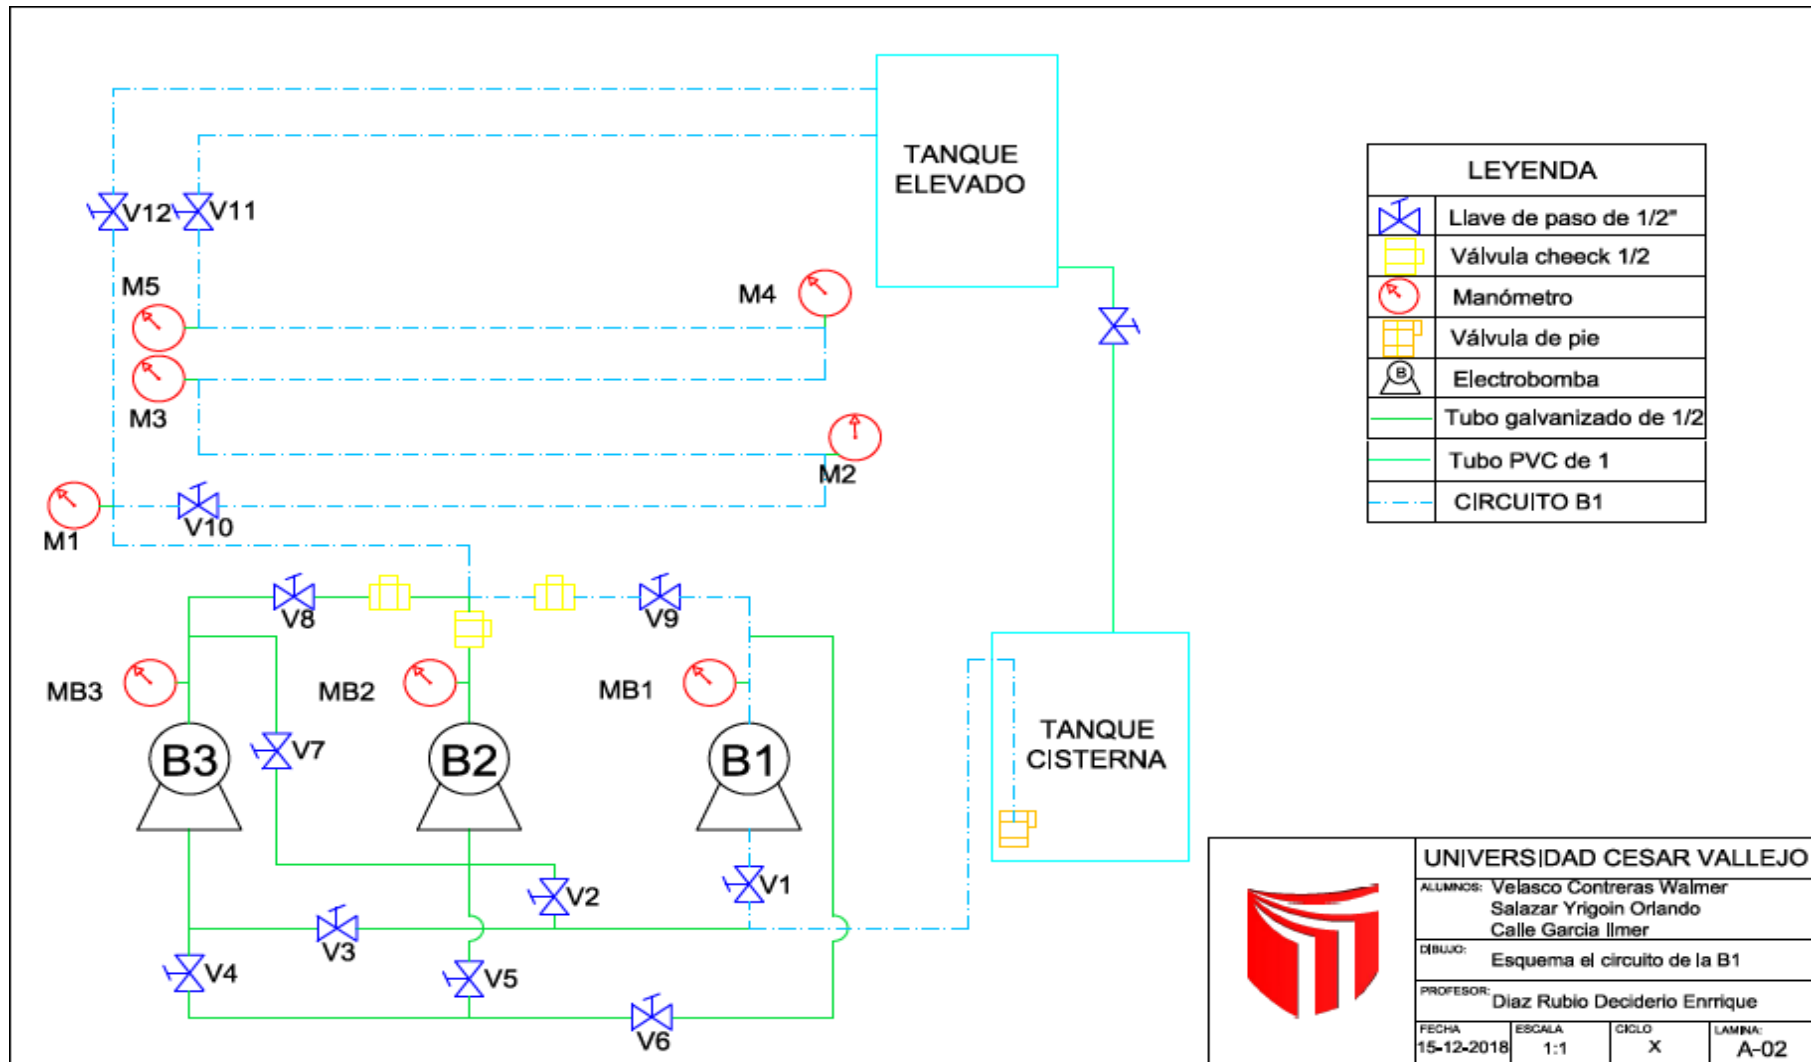 TANQUE
ELEVADO
V12
V11
M5
M4
M3
M2
M1
V10
V8
V9
MB3
MB2
MB1
B3
B2
B1
V7
V1
V2
V3
V4
V5
V6
TANQUE
CISTERNA
LEYENDA
Llave de paso de 1/2"
Válvula cheeck 1/2
Manómetro
Válvula de pie
B
Electrobomba
Tubo galvanizado de 1/2
Tubo PVC de 1
CIRCUITO B1
UNIVERSIDAD CESAR VALLEJO
ALUMNOS: Velasco Contreras Walmer
Salazar Yrigoin Orlando
Calle Garcia Ilmer
DIBUJO: Esquema el circuito de la B1
PROFESOR: Diaz Rubio Deciderio Enrrique
FECHA ESCALA CICLO LAMINA:
15-12-2018 1:1 X A-02